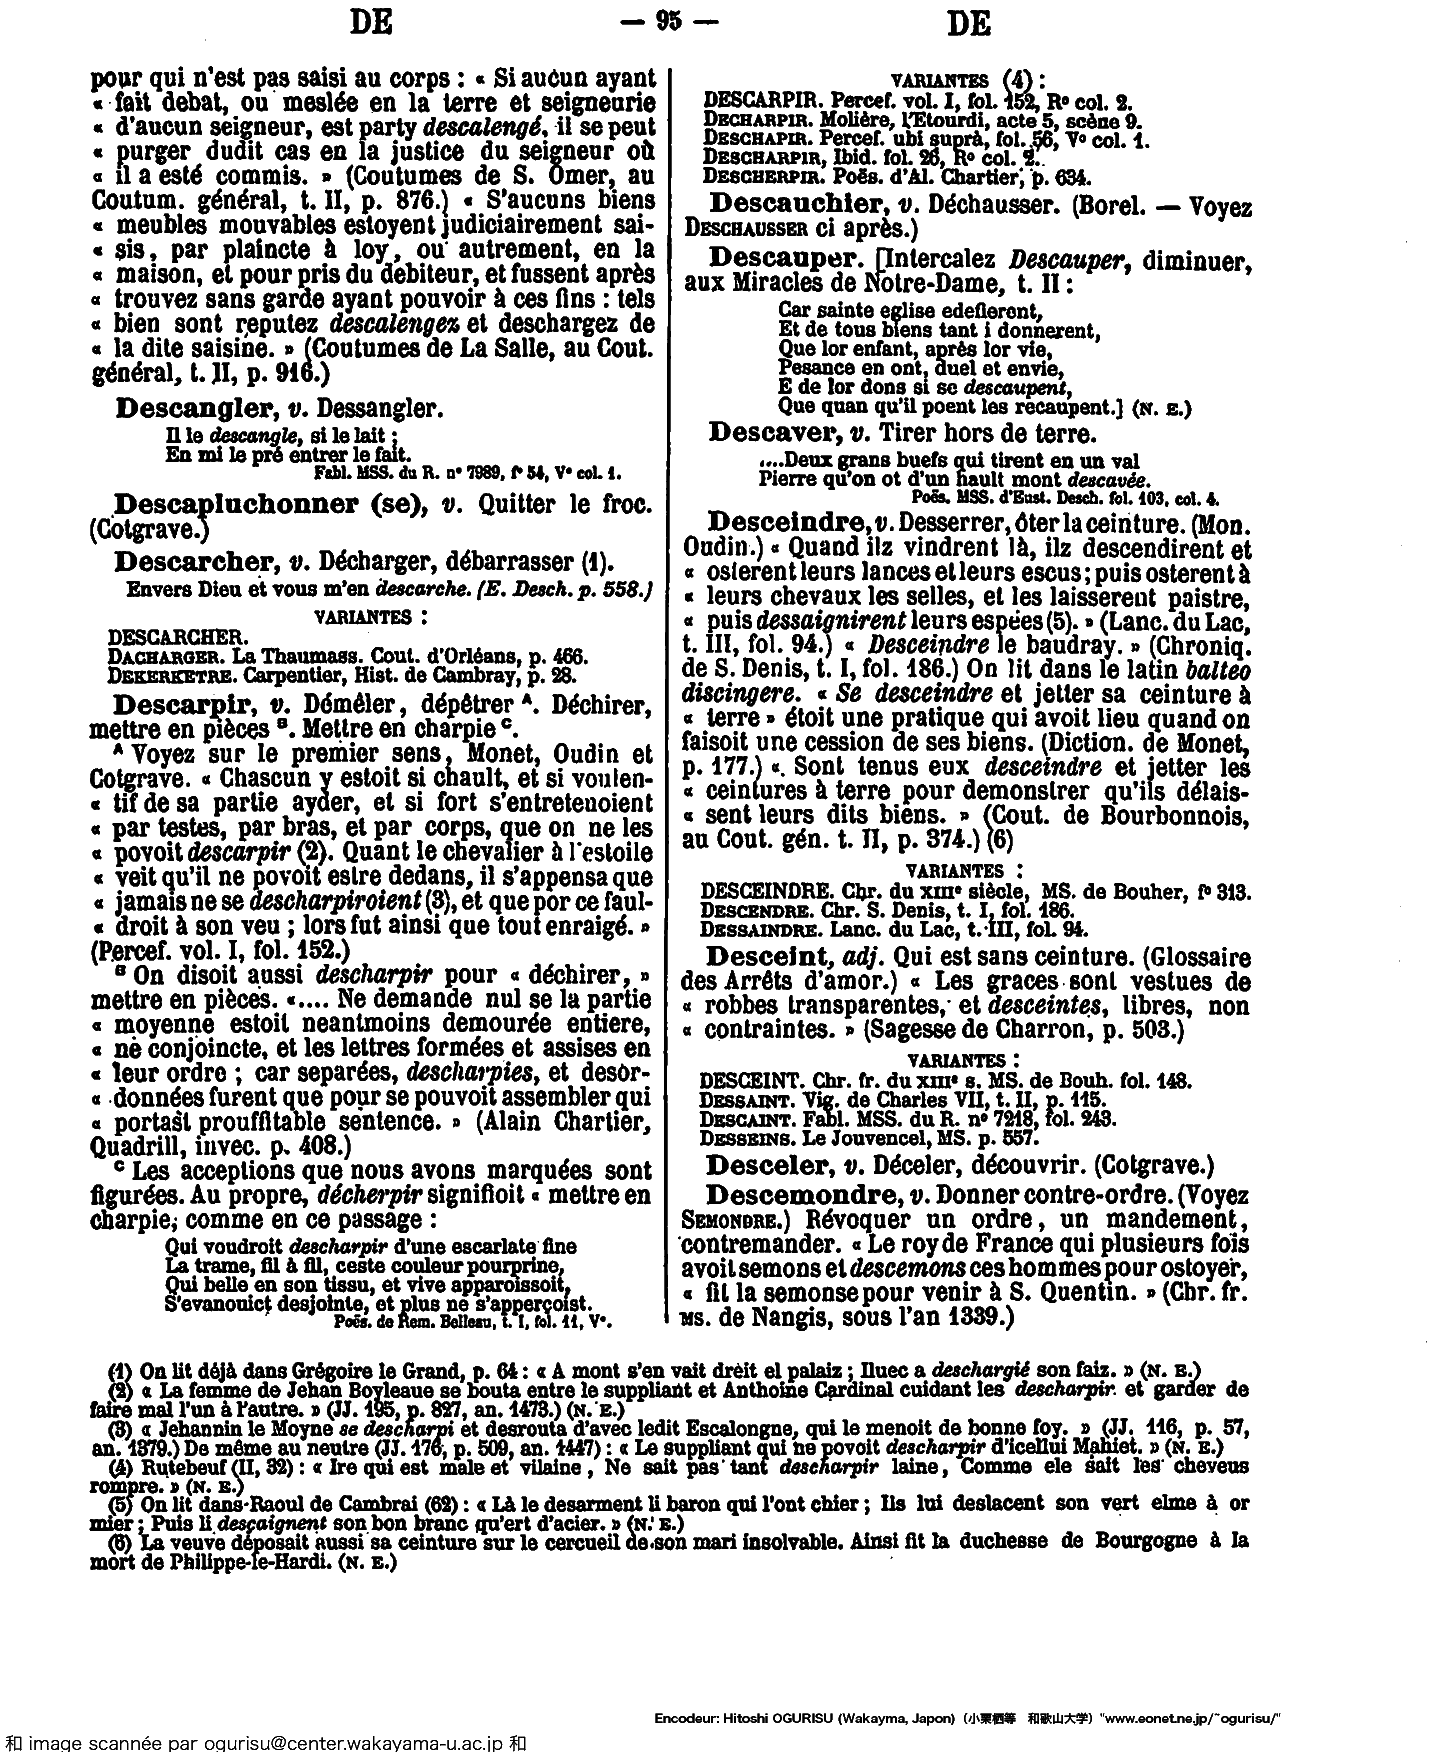 DE — 95 — DE
pour qui n'est pas saisi au corps : « Si aucun ayant
« fait debat, ou meslée en la terre et seigneurie
« d'aucun seigneur, est party descalengé, il se peut
« purger dudit cas en la justice du seigneur où
« il a esté commis. » (Coutumes de S. Omer, au
Coutum. général, t. II, p. 876.) « S'aucuns biens
« meubles mouvables estoyent judiciairement sai-
« sis, par plaincte à loy, ou autrement, en la
« maison, et pour pris du debiteur, et fussent après
« trouvez sans garde ayant pouvoir à ces fins : tels
« bien sont reputez descalengez et deschargez de
« la dite saisine. » (Coutumes de La Salle, au Cout.
général, t. II, p. 916.)
Descangler, v. Dessangler.
Il le descangle, si le lait ;
En mi le pré entrer le fait.
Fabl. MSS. du R. nº 7989, fº 54, Vº col. 1.
Descapluchonner (se), v. Quitter le froc.
(Cotgrave.)
Descarcher, v. Décharger, débarrasser (1).
Envers Dieu et vous m'en descarche. (E. Desch. p. 558.)
VARIANTES :
DESCARCHER.
DACHARGER. La Thaumass. Cout. d'Orléans, p. 466.
DEKERKETRE. Carpentier, Hist. de Cambray, p. 28.
Descarpir, v. Démêler, dépêtrer ᴬ. Déchirer,
mettre en pièces ᴮ. Mettre en charpie ᶜ.
ᴬ Voyez sur le premier sens, Monet, Oudin et
Cotgrave. « Chascun y estoit si chault, et si voulen-
« tif de sa partie ayder, et si fort s'entretenoient
« par testes, par bras, et par corps, que on ne les
« povoit descarpir (2). Quant le chevalier à l'estoile
« veit qu'il ne povoit estre dedans, il s'appensa que
« jamais ne se descharpiroient (3), et que por ce faul-
« droit à son veu ; lors fut ainsi que tout enraigé. »
(Percef. vol. I, fol. 152.)
ᴮ On disoit aussi descharpir pour « déchirer, »
mettre en pièces. «.... Ne demande nul se la partie
« moyenne estoit neantmoins demourée entiere,
« ne conjoincte, et les lettres formées et assises en
« leur ordre ; car separées, descharpies, et desor-
« données furent que pour se pouvoit assembler qui
« portast prouffitable sentence. » (Alain Chartier,
Quadrill, invec. p. 408.)
ᶜ Les acceptions que nous avons marquées sont
figurées. Au propre, décherpir signifioit « mettre en
charpie, comme en ce passage :
Qui voudroit descharpir d'une escarlate fine
La trame, fil à fil, ceste couleur pourprine,
Qui belle en son tissu, et vive apparoissoit,
S'evanouict desjointe, et plus ne s'apperçoist.
Poës. de Rem. Belleau, t. I, fol. 11, Vº.
VARIANTES (4) :
DESCARPIR. Percef. vol. I, fol. 152, Rº col. 2.
DECHARPIR. Molière, l'Etourdi, acte 5, scène 9.
DESCHAPIR. Percef. ubi suprà, fol. 56, Vº col. 1.
DESCHARPIR, Ibid. fol. 26, Rº col. 2.
DESCHERPIR. Poës. d'Al. Chartier, p. 634.
Descauchier, v. Déchausser. (Borel. — Voyez
DESCHAUSSER ci après.)
Descauper. [Intercalez Descauper, diminuer,
aux Miracles de Notre-Dame, t. II :
Car sainte eglise edefierent,
Et de tous biens tant i donnerent,
Que lor enfant, après lor vie,
Pesance en ont, duel et envie,
E de lor dons si se descaupent,
Que quan qu'il poent les recaupent.] (N. E.)
Descaver, v. Tirer hors de terre.
....Deux grans buefs qui tirent en un val
Pierre qu'on ot d'un hault mont descavée.
Poës. MSS. d'Eust. Desch. fol. 103, col. 4.
Desceindre, v. Desserrer, ôter la ceinture. (Mon.
Oudin.) « Quand ilz vindrent là, ilz descendirent et
« osterent leurs lances et leurs escus ; puis osterent à
« leurs chevaux les selles, et les laisserent paistre,
« puis dessaignirent leurs espées (5). » (Lanc. du Lac,
t. III, fol. 94.) « Desceindre le baudray. » (Chroniq.
de S. Denis, t. I, fol. 186.) On lit dans le latin balteo
discingere. « Se desceindre et jetter sa ceinture à
« terre » étoit une pratique qui avoit lieu quand on
faisoit une cession de ses biens. (Diction. de Monet,
p. 177.) «. Sont tenus eux desceindre et jetter les
« ceintures à terre pour demonstrer qu'ils délais-
« sent leurs dits biens. » (Cout. de Bourbonnois,
au Cout. gén. t. II, p. 374.) (6)
VARIANTES :
DESCEINDRE. Chr. du XIIIᵉ siècle, MS. de Bouher, fº 313.
DESCENDRE. Chr. S. Denis, t. I, fol. 186.
DESSAINDRE. Lanc. du Lac, t. III, fol. 94.
Desceint, adj. Qui est sans ceinture. (Glossaire
des Arrêts d'amor.) « Les graces sont vestues de
« robbes transparentes, et desceintes, libres, non
« contraintes. » (Sagesse de Charron, p. 503.)
VARIANTES :
DESCEINT. Chr. fr. du XIIIᵉ s. MS. de Bouh. fol. 148.
DESSAINT. Vig. de Charles VII, t. II, p. 115.
DESCAINT. Fabl. MSS. du R. nº 7218, fol. 243.
DESSEINS. Le Jouvencel, MS. p. 557.
Desceler, v. Déceler, découvrir. (Cotgrave.)
Descemondre, v. Donner contre-ordre. (Voyez
SEMONDRE.) Révoquer un ordre, un mandement,
contremander. « Le roy de France qui plusieurs fois
avoit semons et descemons ces hommes pour ostoyer,
« fit la semonse pour venir à S. Quentin. » (Chr. fr.
MS. de Nangis, sous l'an 1339.)
(1) On lit déjà dans Grégoire le Grand, p. 64 : « A mont s'en vait drèit el palaiz ; Iluec a deschargié son faiz. » (N. E.)
(2) « La femme de Jehan Boyleaue se bouta entre le suppliant et Anthoine Cardinal cuidant les descharpir et garder de
faire mal l'un à l'autre. » (JJ. 195, p. 827, an. 1473.) (N. E.)
(3) « Jehannin le Moyne se descharpi et desrouta d'avec ledit Escalongne, qui le menoit de bonne foy. » (JJ. 116, p. 57,
an. 1379.) De même au neutre (JJ. 176, p. 509, an. 1447) : « Le suppliant qui ne povoit descharpir d'icellui Mahiet. » (N. E.)
(4) Rutebeuf (II, 32) : « Ire qui est male et vilaine, Ne sait pas tant descharpir laine, Comme ele sait les cheveus
rompre. » (N. E.)
(5) On lit dans Raoul de Cambrai (62) : « Là le desarment li baron qui l'ont chier ; Ils lui deslacent son vert elme à or
mier ; Puis li desçaignent son bon branc qu'ert d'acier. » (N. E.)
(6) La veuve déposait aussi sa ceinture sur le cercueil de son mari insolvable. Ainsi fit la duchesse de Bourgogne à la
mort de Philippe-le-Hardi. (N. E.)
Encodeur: Hitoshi OGURISU (Wakayma, Japon)（小栗栖等　和歌山大学）"www.eonet.ne.jp/~ogurisu/"
和 image scannée par ogurisu@center.wakayama-u.ac.jp 和